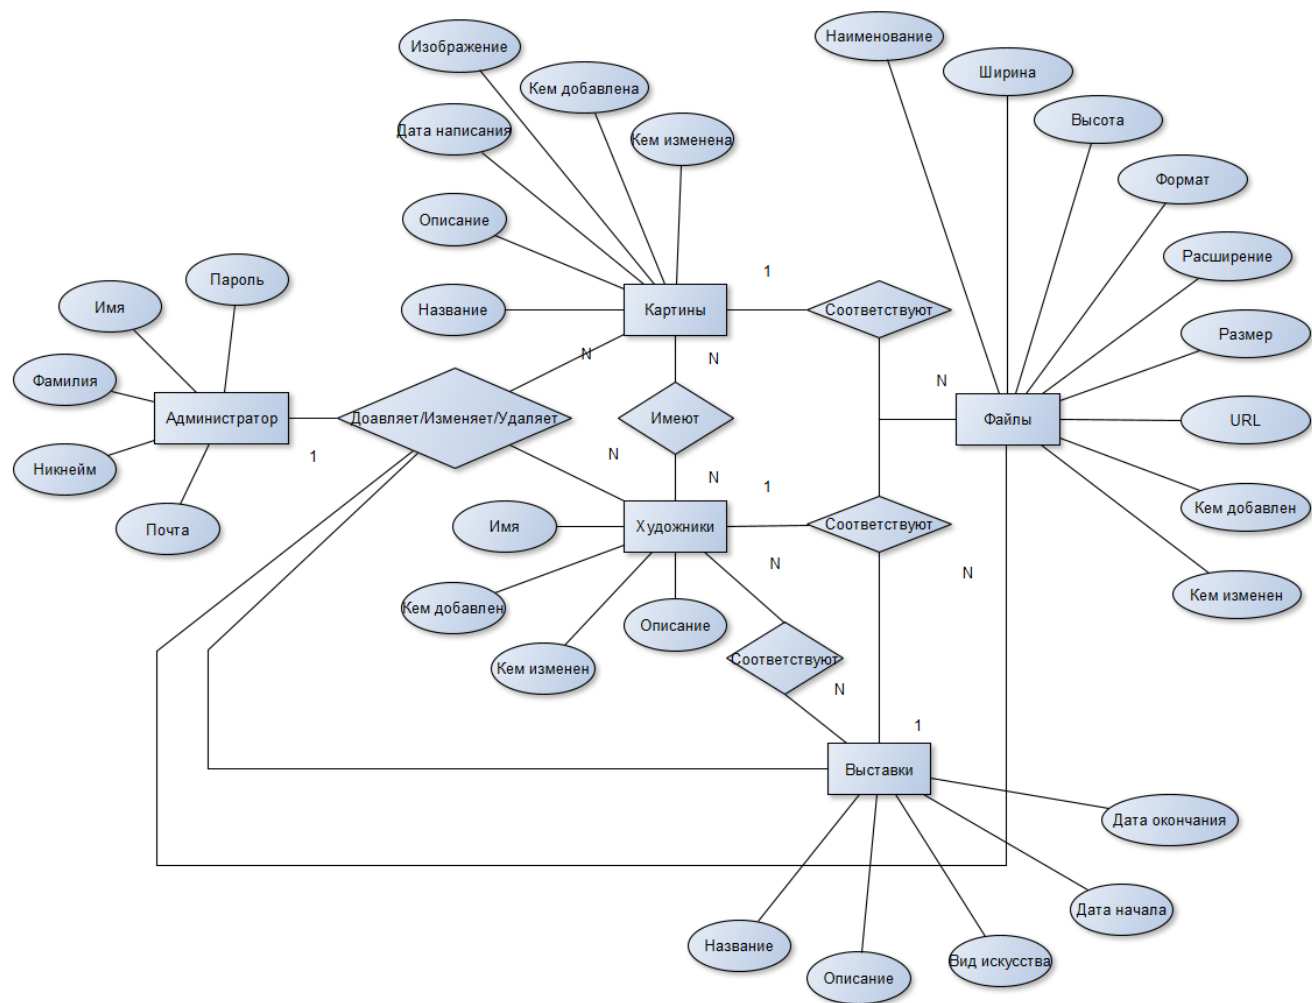 Наименование
Изображение
Ширина
Кем добавлена
Высота
Дата написания
Кем изменена
Формат
Описание
Расширение
1
Пароль
Имя
Название
Картины
Соответствуют
Размер
N
N
Фамилия
N
Администратор
Доавляет/Изменяет/Удаляет
Имеют
Файлы
URL
1
N
Никнейм
N
1
Кем добавлен
Почта
Имя
Художники
Соответствуют
N
N
Кем добавлен
Кем изменен
Описание
Кем изменен
Соответствуют
N
1
Выставки
Дата окончания
Дата начала
Название
Вид искусства
Описание